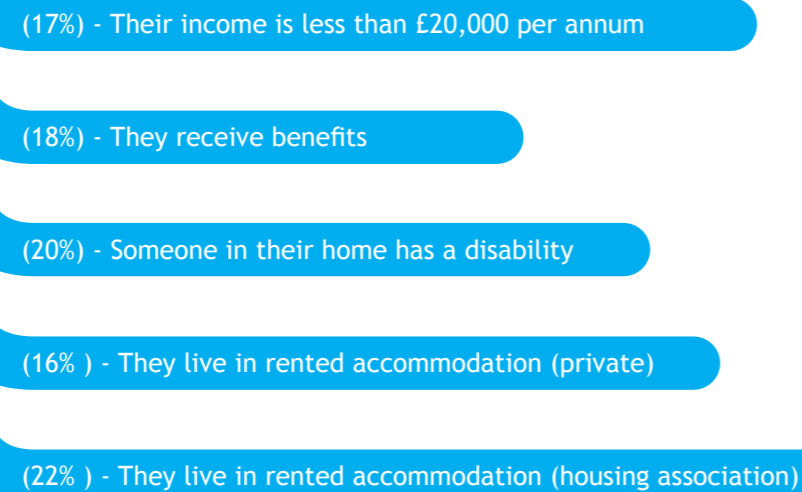 (17%) - Their income is less than £20,000 per annum
(18%) - They receive benefits
(20%) - Someone in their home has a disability
(16% ) - They live in rented accommodation (private)
(22% ) - They live in rented accommodation (housing association)